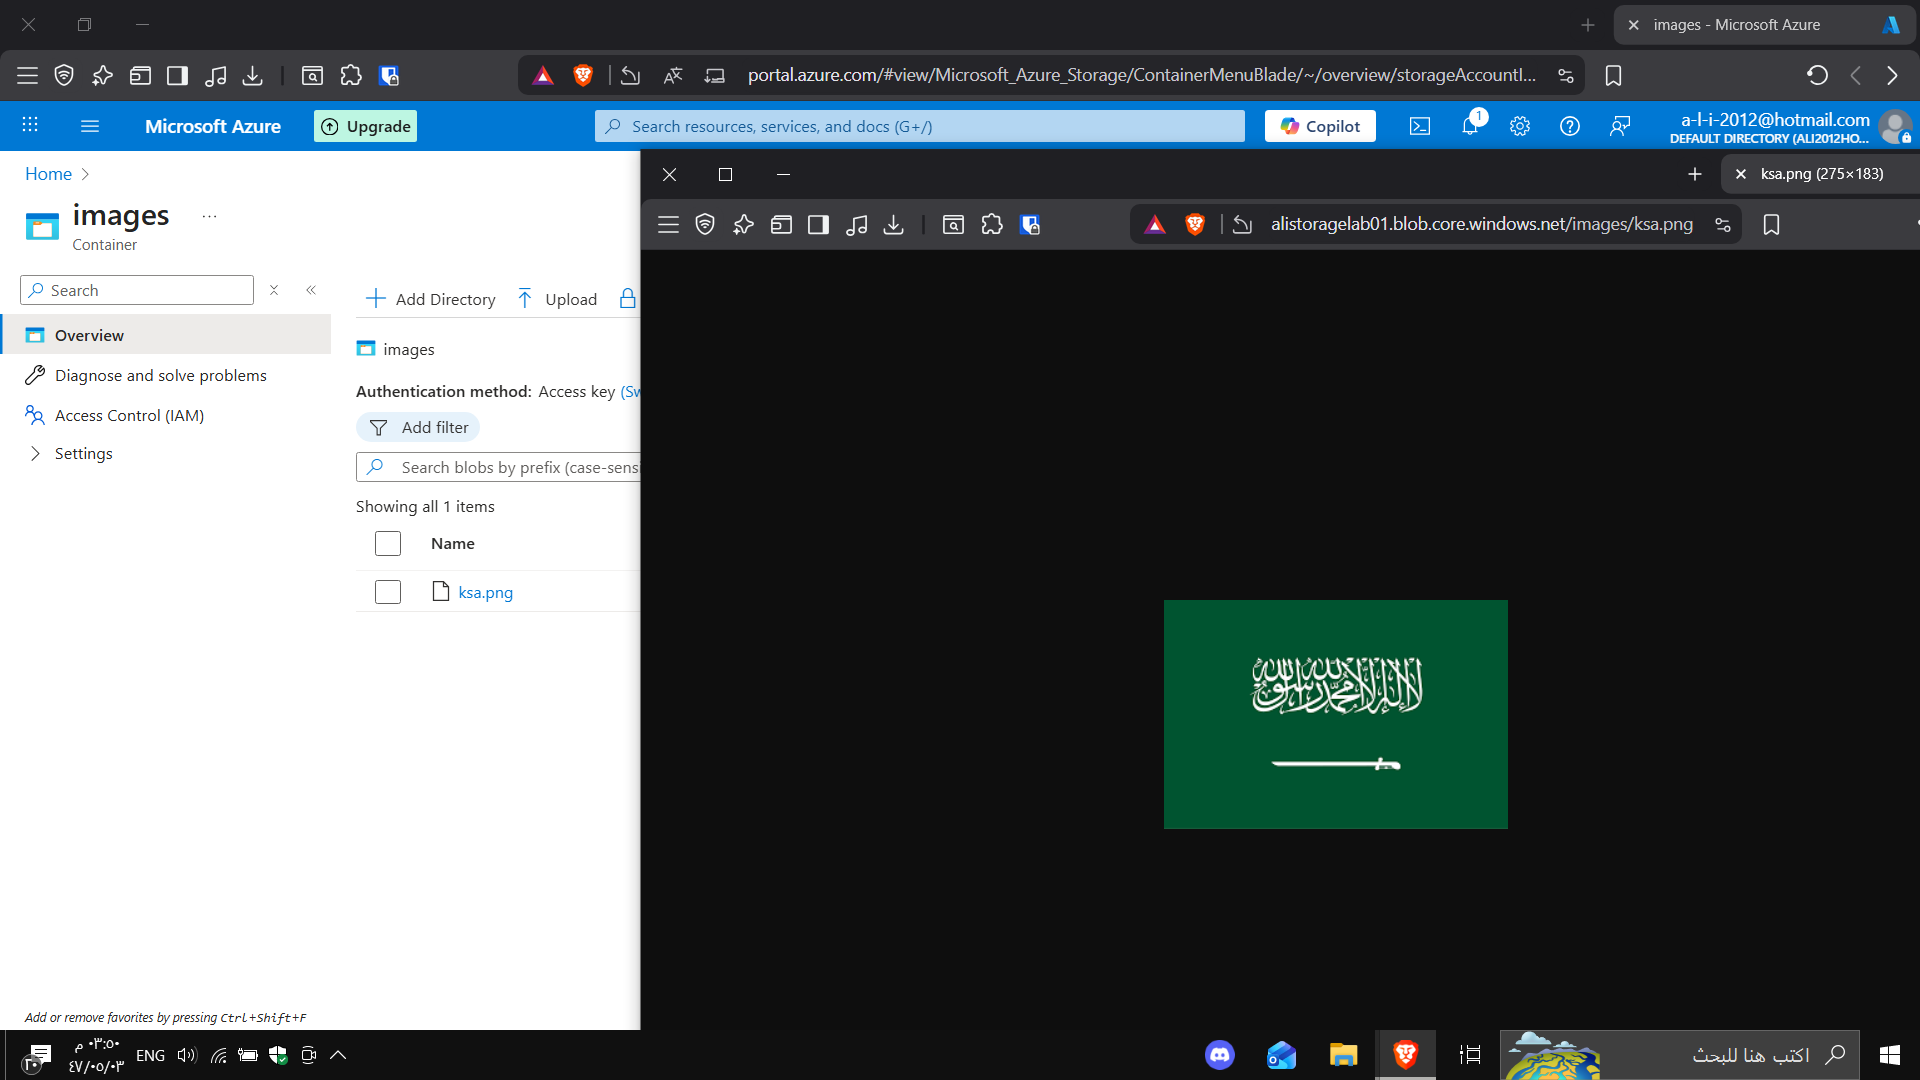 images - Microsoft Azure
portal.azure.com/#view/Microsoft_Azure_Storage/ContainerMenuBlade/~/overview/storageAccountI...
Microsoft Azure
Upgrade
Search resources, services, and docs (G+/)
Copilot
1
a-l-i-2012@hotmail.com
DEFAULT DIRECTORY (ALI2012HO...
Home
images
...
Container
Search
Overview
Diagnose and solve problems
Access Control (IAM)
Settings
Add Directory
Upload
images
Authentication method: Access key (Sw
Add filter
Search blobs by prefix (case-sensi
Showing all 1 items
Name
ksa.png
ksa.png (275×183)
alistoragelab01.blob.core.windows.net/images/ksa.png
لا إله إلا الله محمد رسول الله
Add or remove favorites by pressing Ctrl+Shift+F
٠٣:٥٠ م
٤٧/٠٥/٠٣
ENG
٢٠
اكتب هنا للبحث